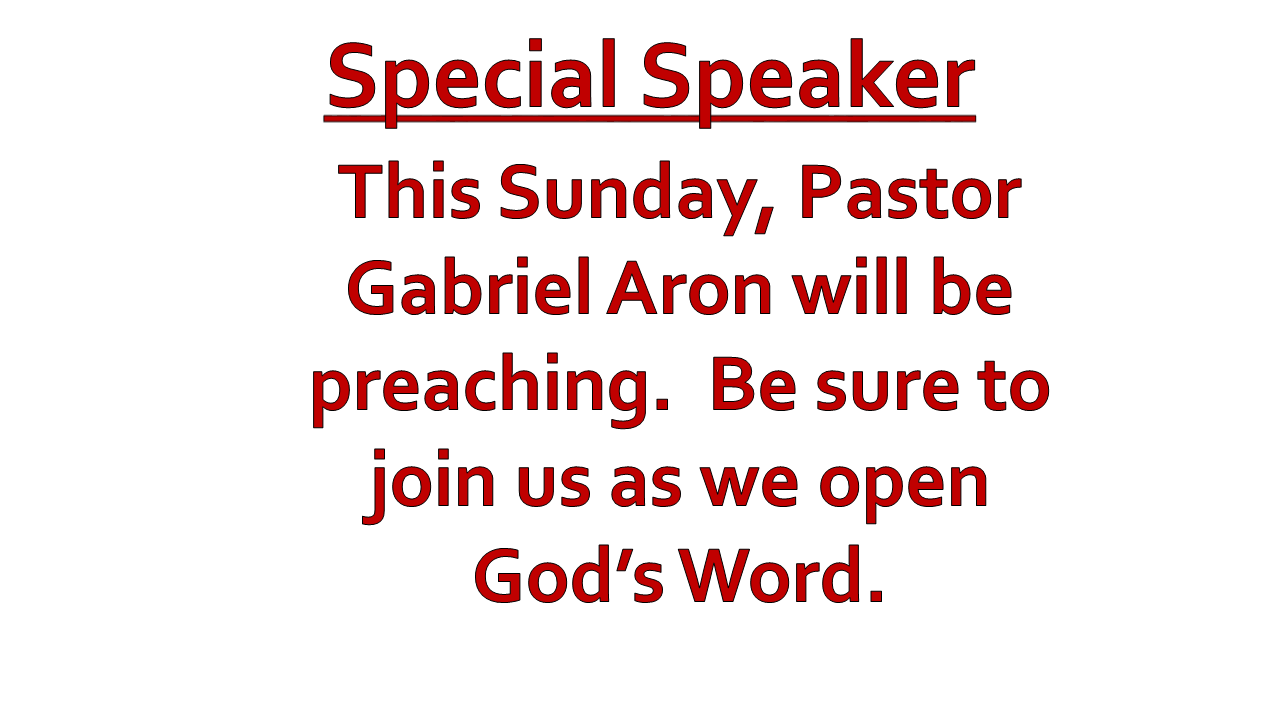 Special Speaker
This Sunday, Pastor
Gabriel Aron will be
preaching.  Be sure to
join us as we open
God’s Word.